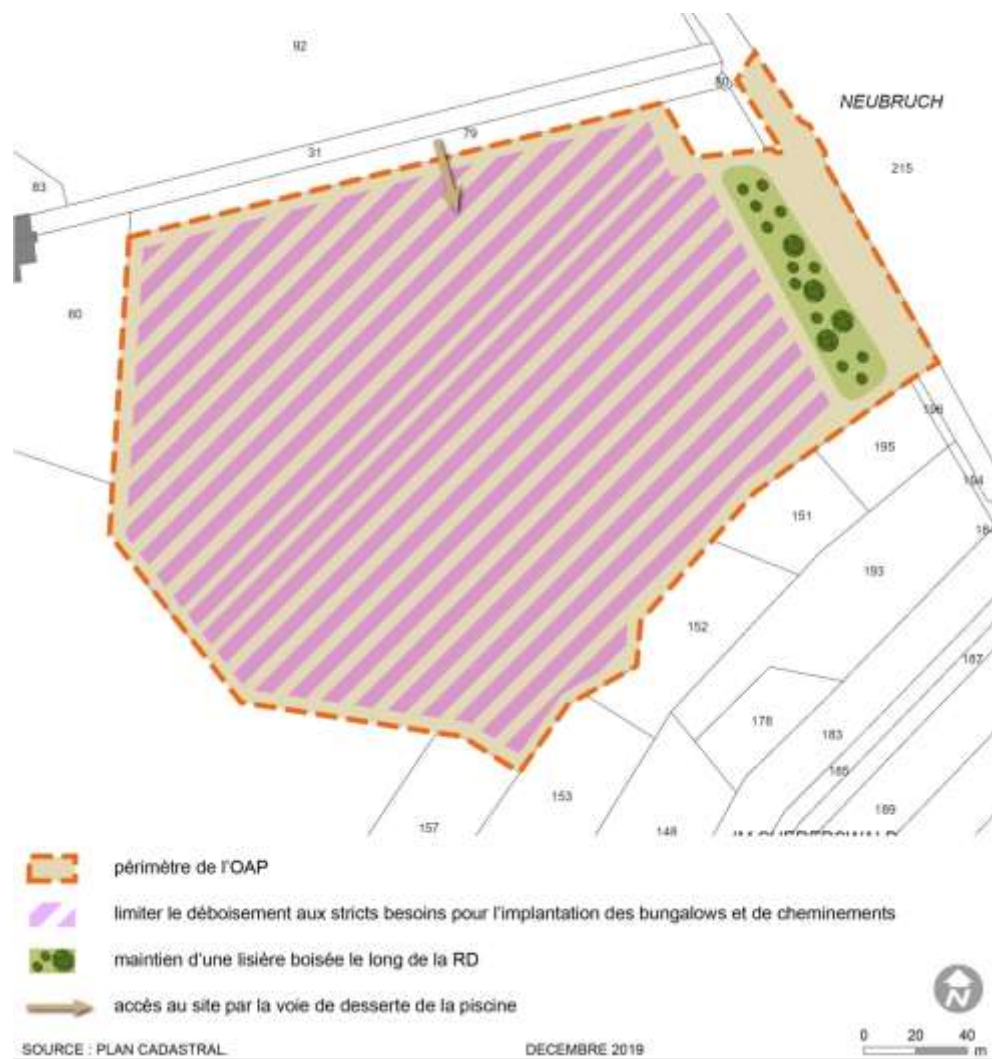 92
50
NEUBRUCH
79
31
215
83
80
196
195
194
151
184
193
152
187
178
183
185
189
153
157
148
périmètre de l'OAP
limiter le déboisement aux stricts besoins pour l'implantation des bungalows et de cheminements
maintien d'une lisière boisée le long de la RD
accès au site par la voie de desserte de la piscine
N
0 20 40
m
SOURCE : PLAN CADASTRAL. DECEMBRE 2019